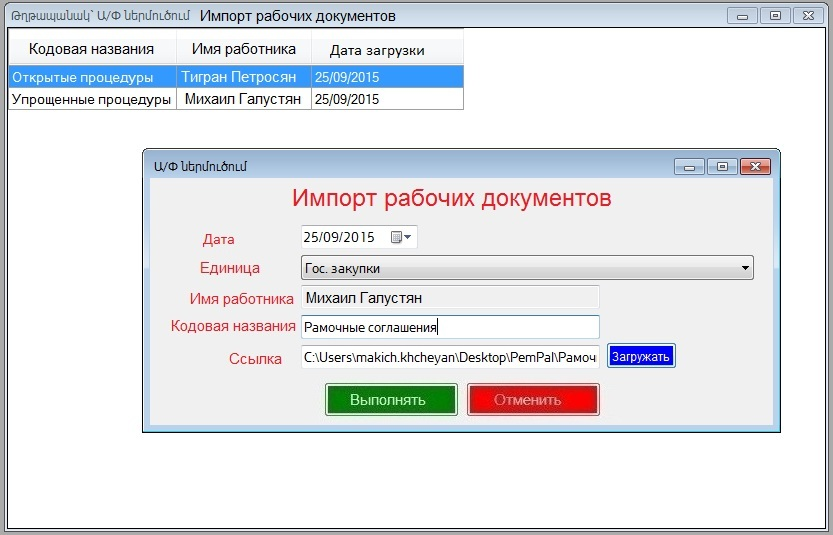 Թղթապանակ՝ Ա/Փ ներմուծում Импорт рабочих документов
Кодовая названия Имя работника Дата загрузки
Открытые процедуры Тигран Петросян 25/09/2015
Упрощенные процедуры Михаил Галустян 25/09/2015
Ա/Փ ներմուծում
Импорт рабочих документов
Дата 25/09/2015
Единица Гос. закупки
Имя работника Михаил Галустян
Кодовая названия Рамочные соглашения
Ссылка C:\Users\makich.khcheyan\Desktop\PemPal\Рамоч Загружать
Выполнять Отменить